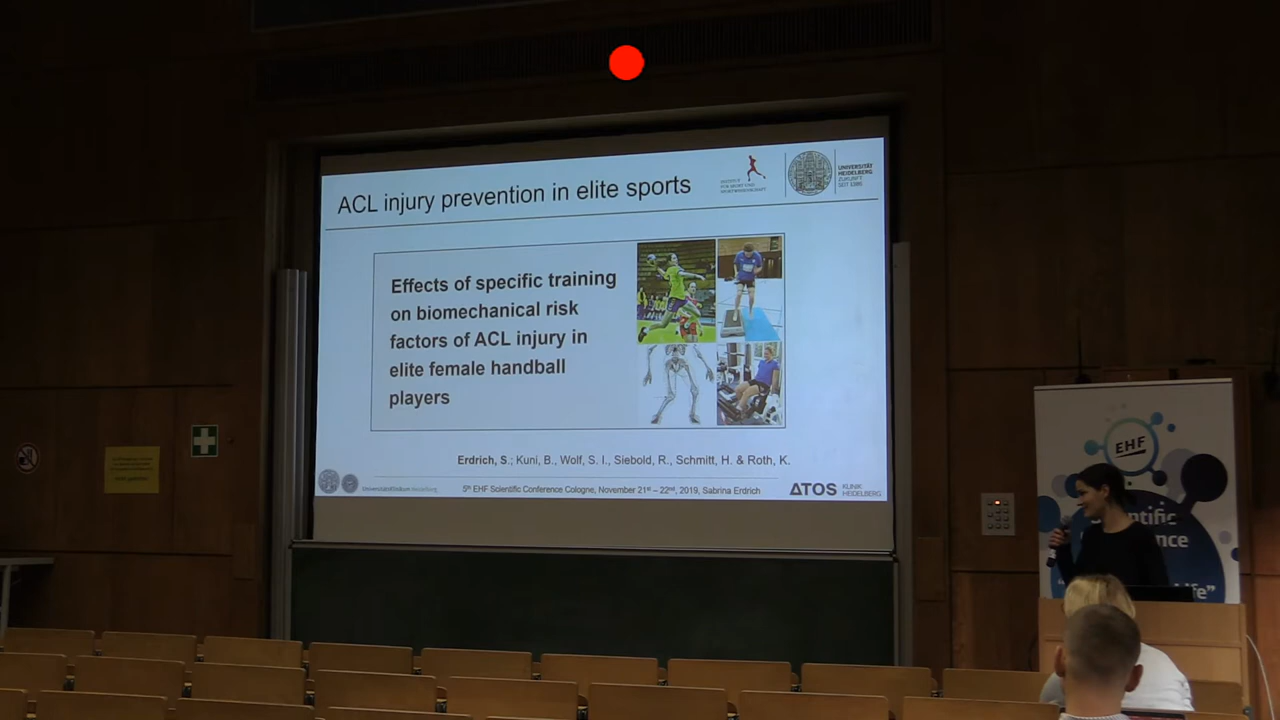 ACL injury prevention in elite sports
UNIVERSITÄT
HEIDELBERG
ZUKUNFT
SEIT 1386
Effects of specific training
on biomechanical risk
factors of ACL injury in
elite female handball
players
Erdrich, S.; Kuni, B., Wolf, S. I., Siebold, R., Schmitt, H. & Roth, K.
5th EHF Scientific Conference Cologne, November 21st – 22nd, 2019, Sabrina Erdrich
ATOS KLINIK
HEIDELBERG
EHF